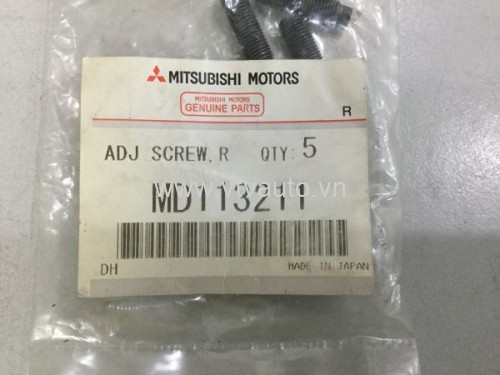 MITSUBISHI MOTORS
MITSUBISHI MOTORS
GENUINE PARTS
R
ADJ SCREW, R QTY: 5
MD113211
DH MADE IN JAPAN